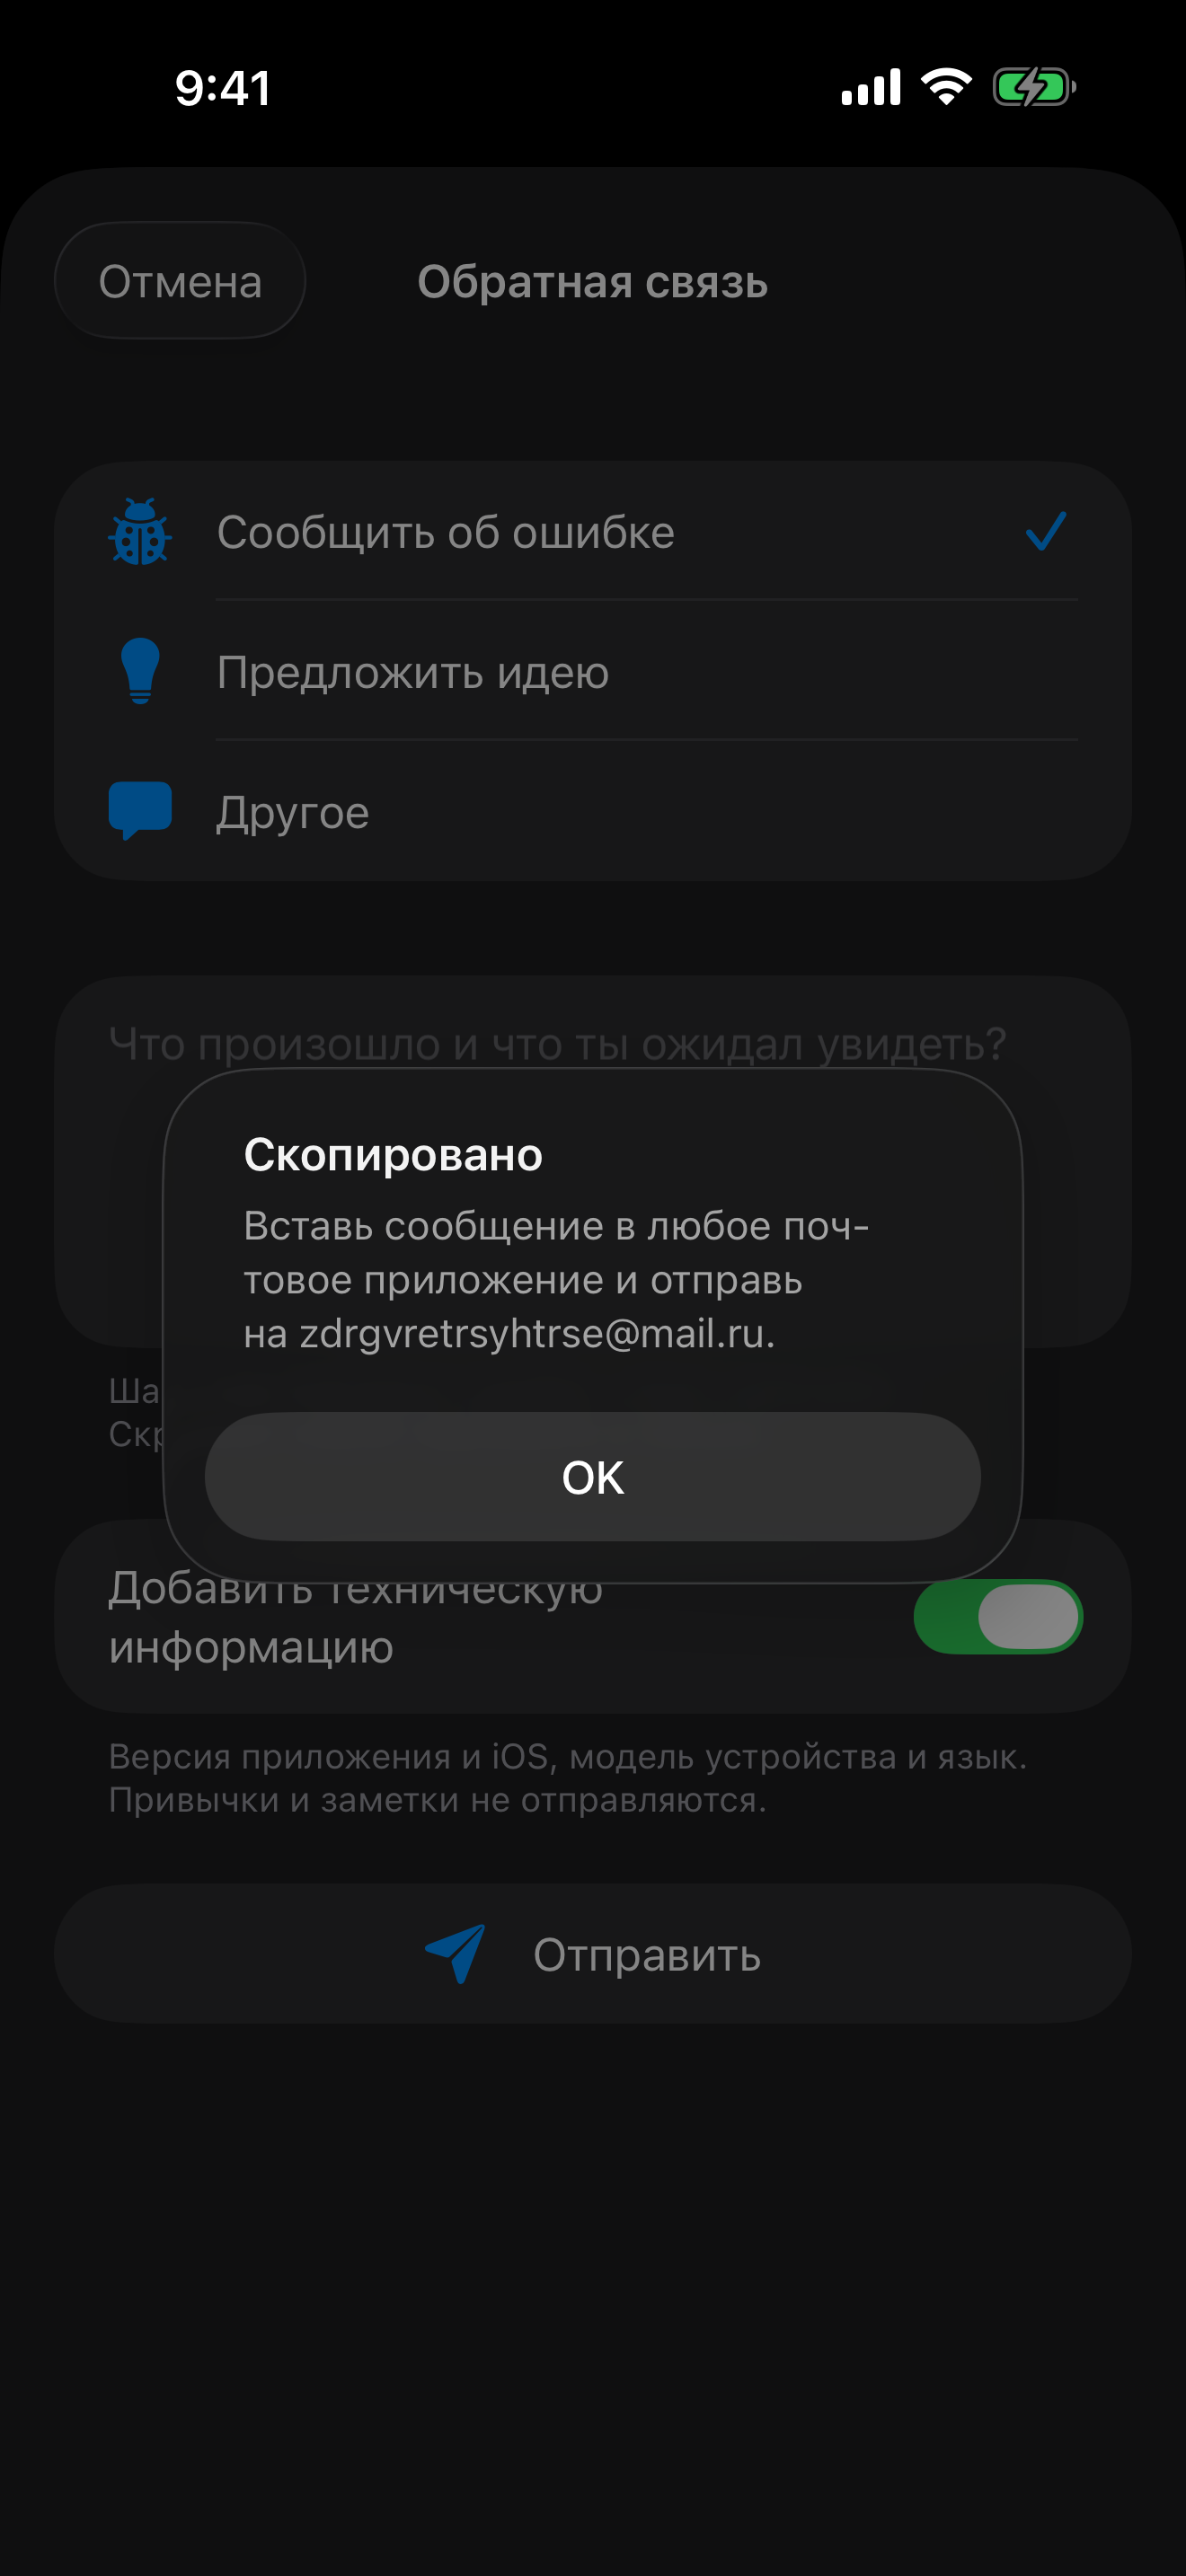 9:41
Отмена
Обратная связь
Сообщить об ошибке
Предложить идею
Другое
Что произошло и что ты ожидал увидеть?
Скопировано
Вставь сообщение в любое поч-
товое приложение и отправь
на zdrgvretrsyhtrse@mail.ru.
OK
Добавить техническую
информацию
Версия приложения и iOS, модель устройства и язык.
Привычки и заметки не отправляются.
Отправить